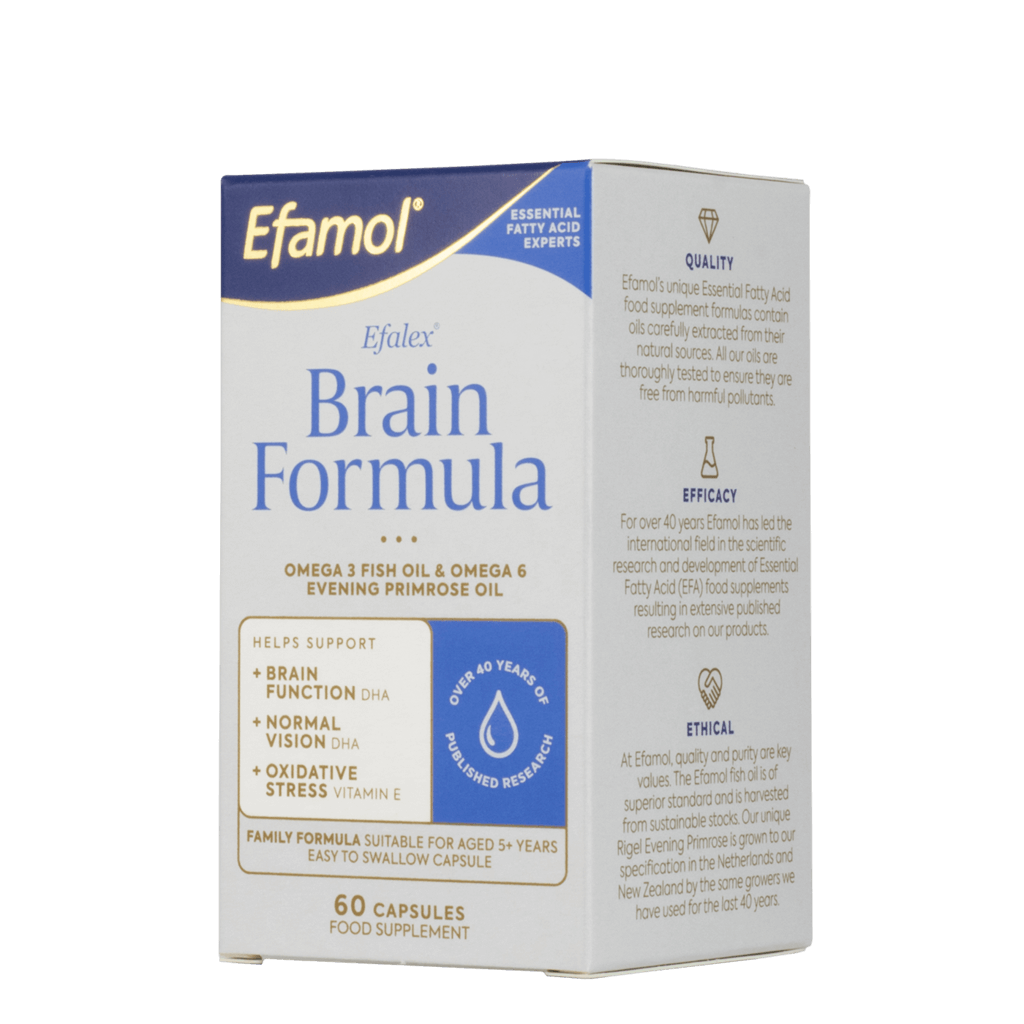 Efamol®
ESSENTIAL
FATTY ACID
EXPERTS
Efalex®
Brain
Formula
OMEGA 3 FISH OIL & OMEGA 6
EVENING PRIMROSE OIL
HELPS SUPPORT
+ BRAIN
FUNCTION DHA
+ NORMAL
VISION DHA
+ OXIDATIVE
STRESS VITAMIN E
OVER 40 YEARS OF
PUBLISHED RESEARCH
FAMILY FORMULA SUITABLE FOR AGED 5+ YEARS
EASY TO SWALLOW CAPSULE
60 CAPSULES
FOOD SUPPLEMENT
QUALITY
Efamol's unique Essential Fatty Acid
food supplement formulas contain
oils carefully extracted from their
natural sources. All our oils are
thoroughly tested to ensure they are
free from harmful pollutants.
EFFICACY
For over 40 years Efamol has led the
international field in the scientific
research and development of Essential
Fatty Acid (EFA) food supplements
resulting in extensive published
research on our products.
ETHICAL
At Efamol, quality and purity are key
values. The Efamol fish oil is of
superior standard and is harvested
from sustainable stocks. Our unique
Rigel Evening Primrose is grown to our
specification in the Netherlands and
New Zealand by the same growers we
have used for the last 40 years.